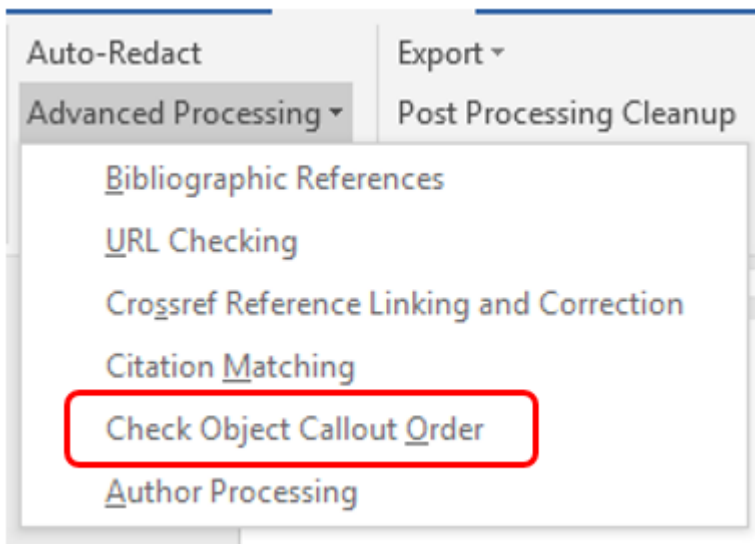 Auto-Redact
Export
Advanced Processing
Post Processing Cleanup
Bibliographic References
URL Checking
Crossref Reference Linking and Correction
Citation Matching
Check Object Callout Order
Author Processing